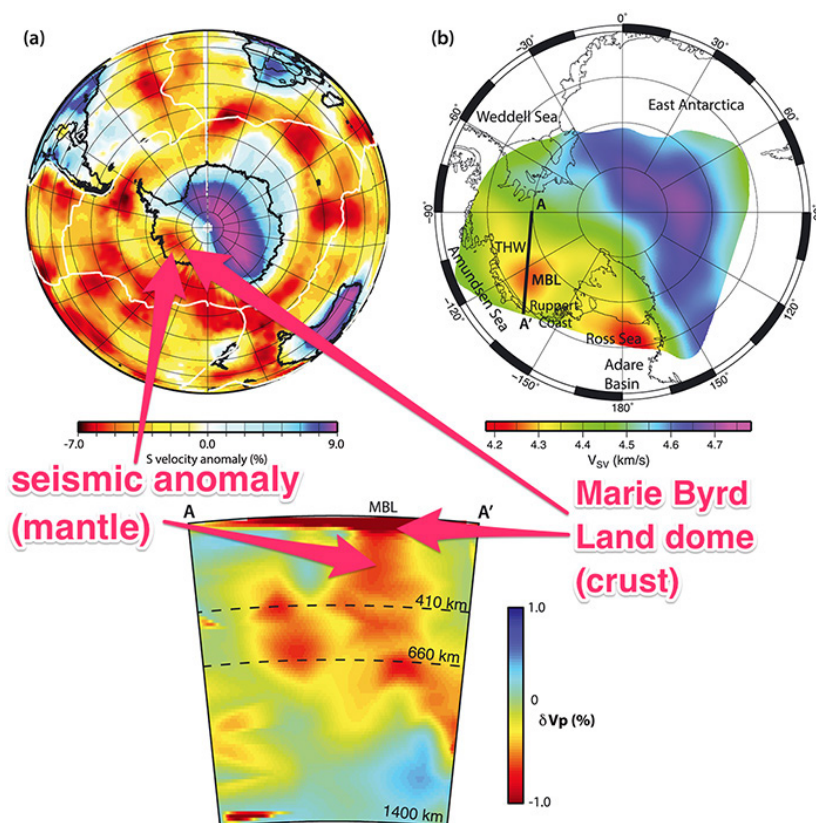 (a)
-7.0 0.0 9.0
S velocity anomaly (%)
(b)
0˚
30˚
60˚
90˚
120˚
150˚
180˚
-150˚
-120˚
-90˚
-60˚
-30˚
Weddell Sea
East Antarctica
A
THW
MBL
Amundsen Sea
A'
Ruppert
Coast
Ross Sea
Adare
Basin
4.2 4.3 4.4 4.5 4.6 4.7
V_SV (km/s)
seismic anomaly
(mantle)
Marie Byrd
Land dome
(crust)
A MBL A'
410 km
660 km
1400 km
1.0
0
-1.0
δVp (%)